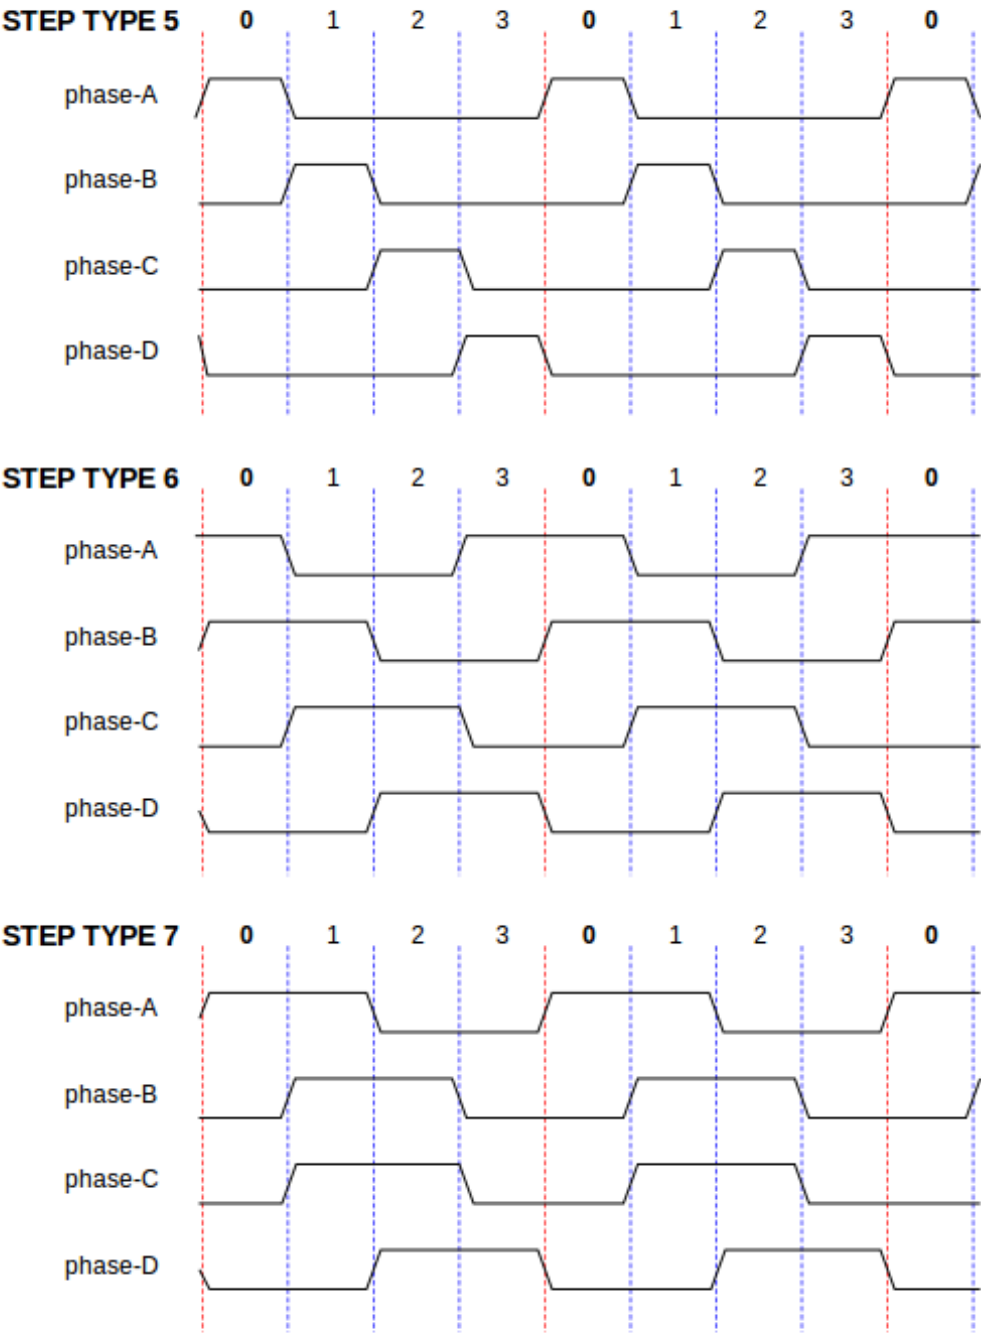 STEP TYPE 5 0 1 2 3 0 1 2 3 0
phase-A
phase-B
phase-C
phase-D
STEP TYPE 6 0 1 2 3 0 1 2 3 0
phase-A
phase-B
phase-C
phase-D
STEP TYPE 7 0 1 2 3 0 1 2 3 0
phase-A
phase-B
phase-C
phase-D